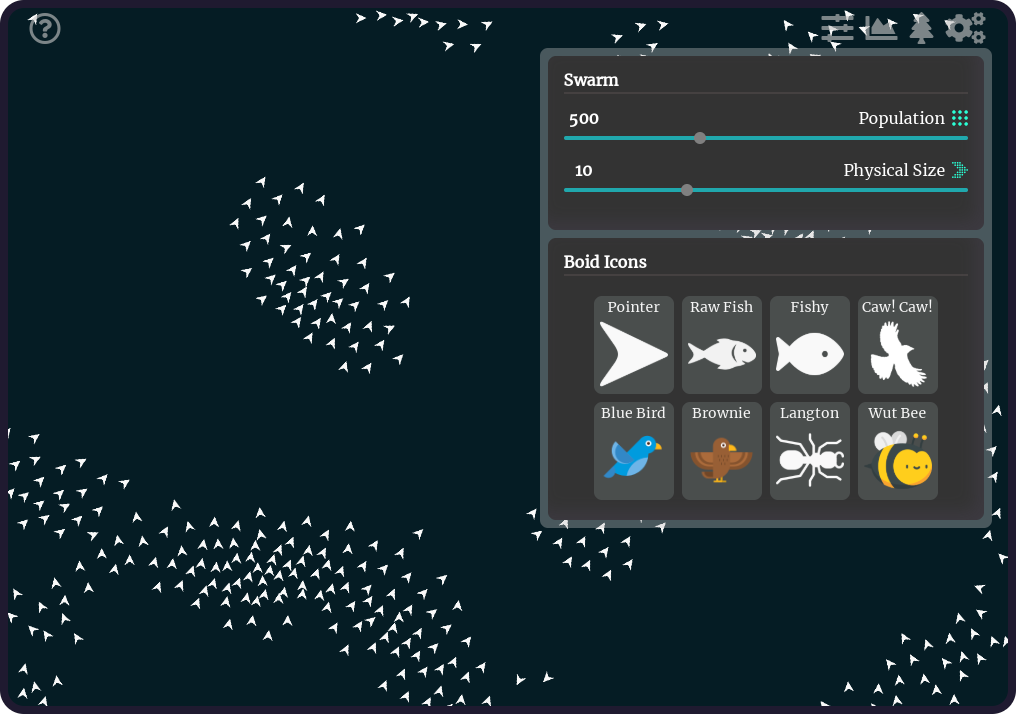 ?
Swarm
500 Population
10 Physical Size
Boid Icons
Pointer Raw Fish Fishy Caw! Caw!
Blue Bird Brownie Langton Wut Bee